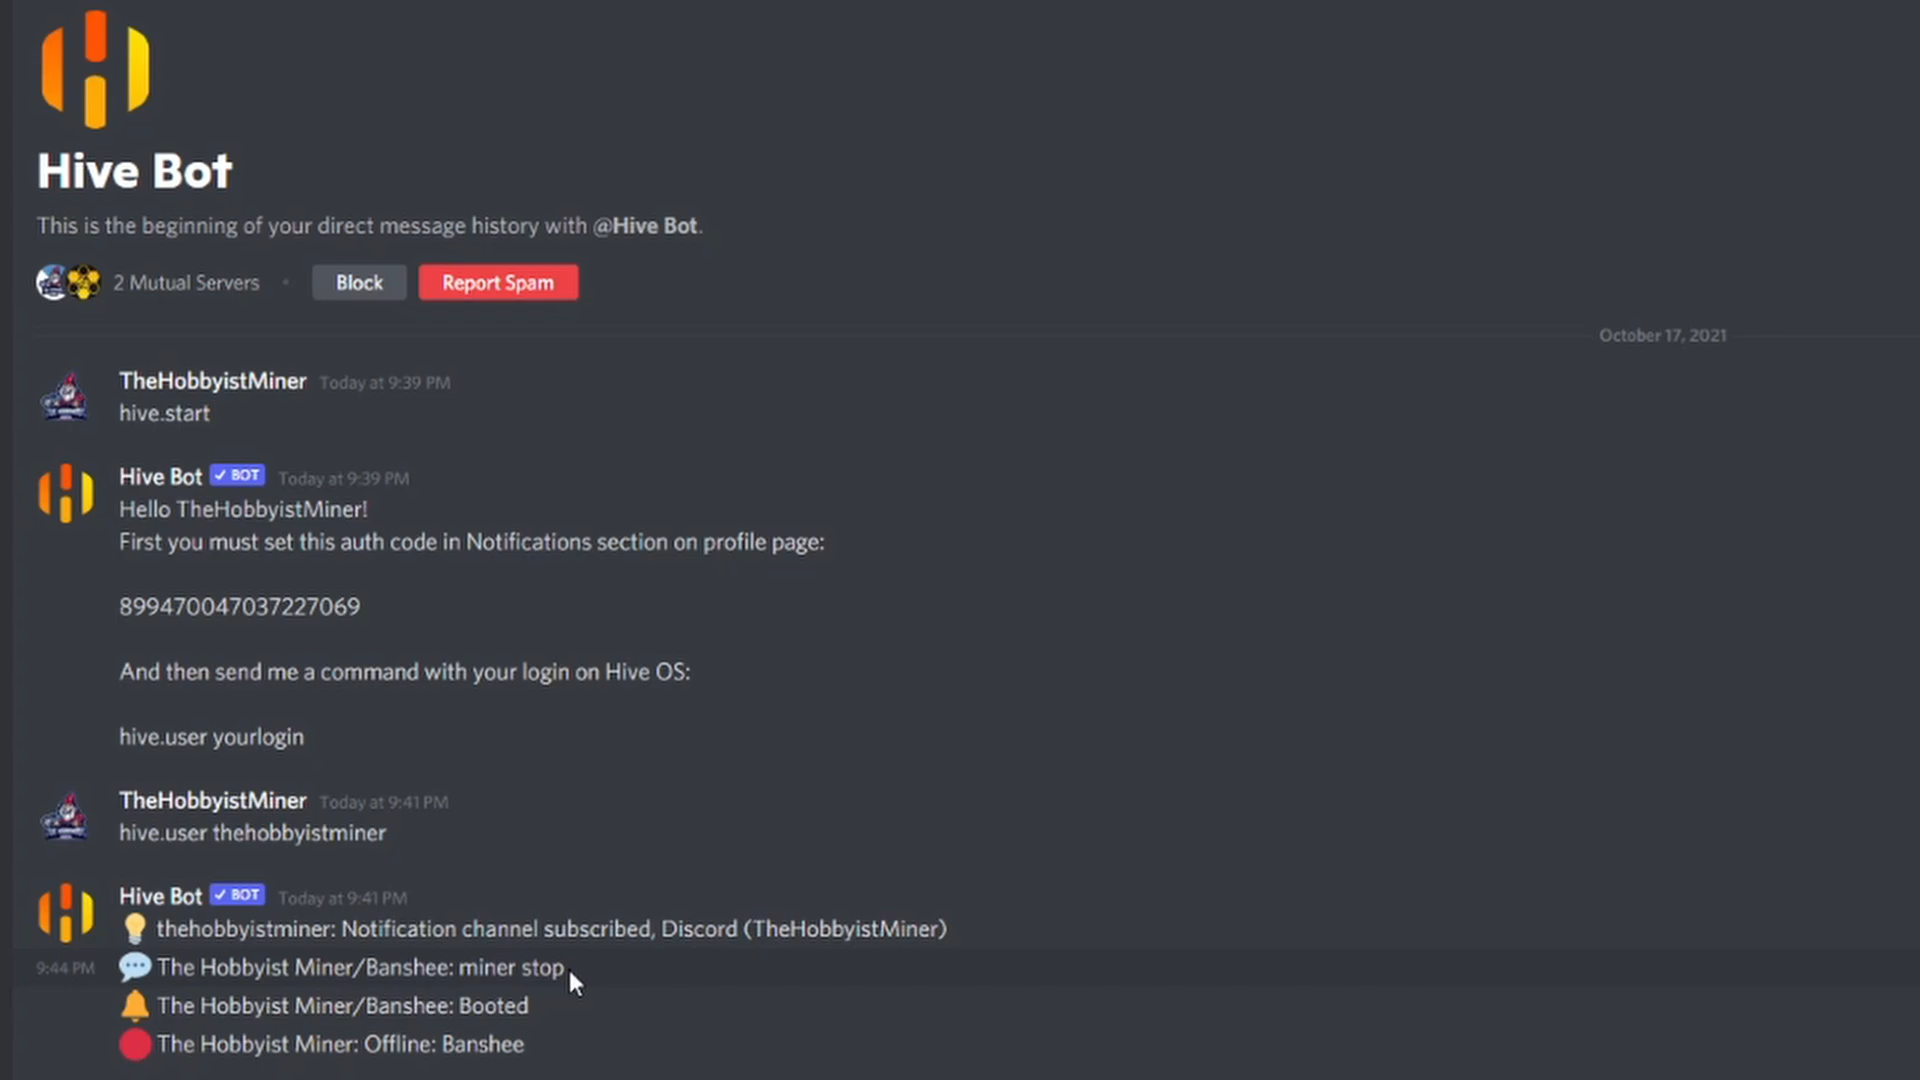 Hive Bot
This is the beginning of your direct message history with @Hive Bot.
2 Mutual Servers • Block Report Spam
October 17, 2021
TheHobbyistMiner Today at 9:39 PM
hive.start
Hive Bot ✓ BOT Today at 9:39 PM
Hello TheHobbyistMiner!
First you must set this auth code in Notifications section on profile page:
899470047037227069
And then send me a command with your login on Hive OS:
hive.user yourlogin
TheHobbyistMiner Today at 9:41 PM
hive.user thehobbyistminer
Hive Bot ✓ BOT Today at 9:41 PM
💡 thehobbyistminer: Notification channel subscribed, Discord (TheHobbyistMiner)
9:44 PM 💬 The Hobbyist Miner/Banshee: miner stop
🔔 The Hobbyist Miner/Banshee: Booted
🔴 The Hobbyist Miner: Offline: Banshee